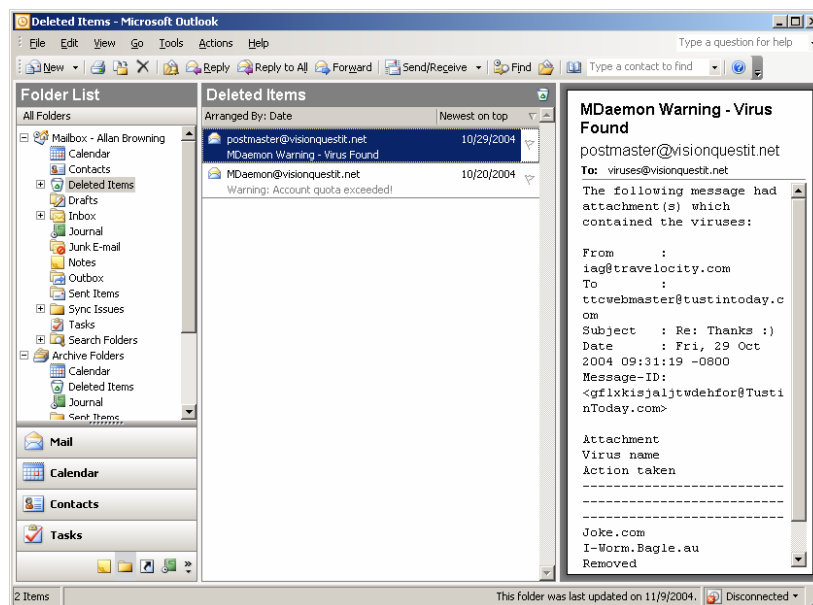 Deleted Items - Microsoft Outlook
File Edit View Go Tools Actions Help
Type a question for help
New Reply Reply to All Forward Send/Receive Find Type a contact to find
Folder List
All Folders
Mailbox - Allan Browning
Calendar
Contacts
Deleted Items
Drafts
Inbox
Journal
Junk E-mail
Notes
Outbox
Sent Items
Sync Issues
Tasks
Search Folders
Archive Folders
Calendar
Deleted Items
Journal
Sent Items
Mail
Calendar
Contacts
Tasks
Deleted Items
Arranged By: Date Newest on top
postmaster@visionquestit.net 10/29/2004
MDaemon Warning - Virus Found
MDaemon@visionquestit.net 10/20/2004
Warning: Account quota exceeded!
MDaemon Warning - Virus
Found
postmaster@visionquestit.net
To: viruses@visionquestit.net
The following message had
attachment(s) which
contained the viruses:
From :
iag@travelocity.com
To :
ttcwebmaster@tustintoday.c
om
Subject : Re: Thanks :)
Date : Fri, 29 Oct
2004 09:31:19 -0800
Message-ID:
<gflxkisjaljtwdehfor@Tusti
nToday.com>
Attachment
Virus name
Action taken
---------------------------
---------------------------
---------------------------
Joke.com
I-Worm.Bagle.au
Removed
2 Items
This folder was last updated on 11/9/2004. Disconnected